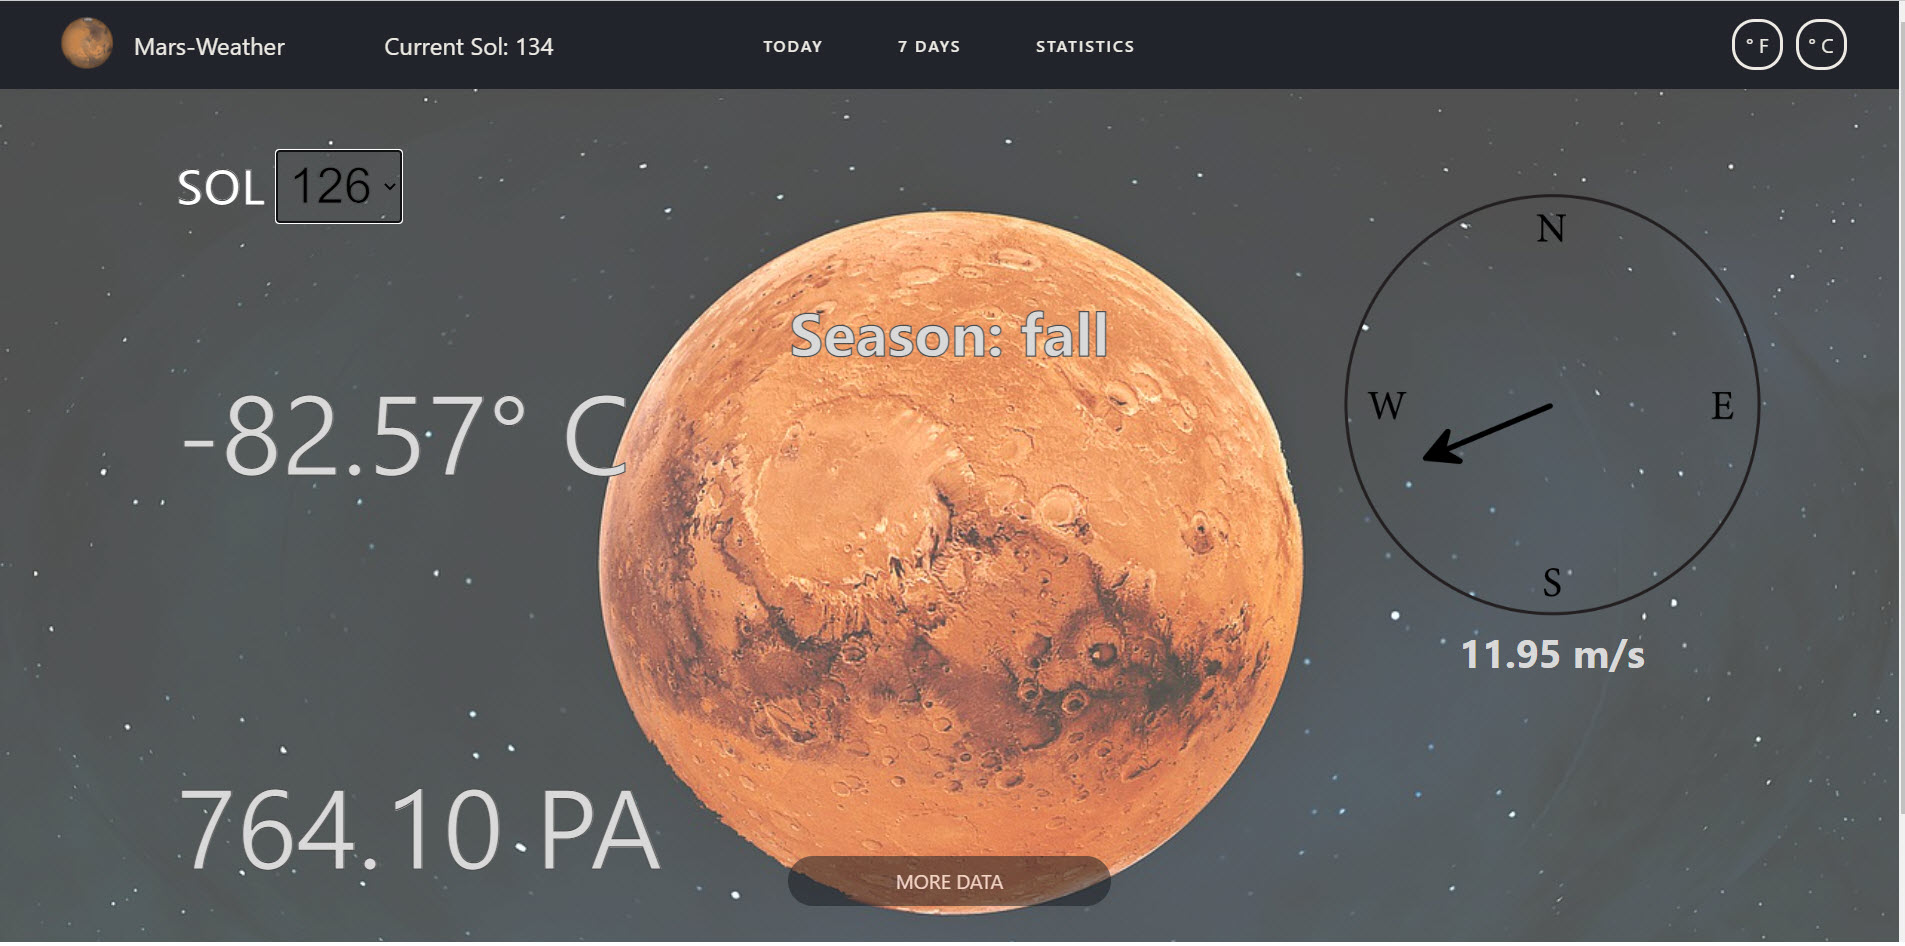 Mars-Weather
Current Sol: 134
TODAY
7 DAYS
STATISTICS
° F
° C
SOL 126
Season: fall
-82.57° C
N
W
E
S
11.95 m/s
764.10 PA
MORE DATA